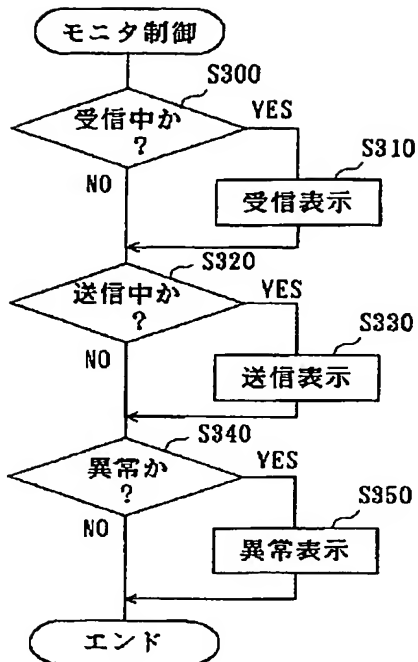 モニタ制御
S300
受信中か
?
YES
S310
NO
受信表示
S320
送信中か
?
YES
S330
NO
送信表示
S340
異常か
?
YES
S350
NO
異常表示
エンド